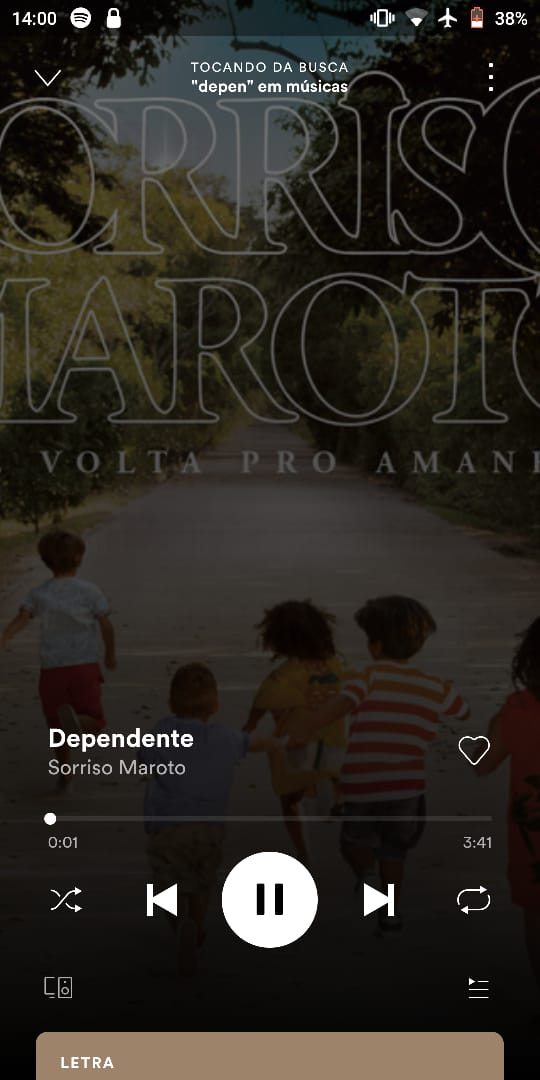 14:00
38%
TOCANDO DA BUSCA
"depen" em músicas
ORRISO
MAROTO
VOLTA PRO AMANH
Dependente
Sorriso Maroto
0:01
3:41
LETRA